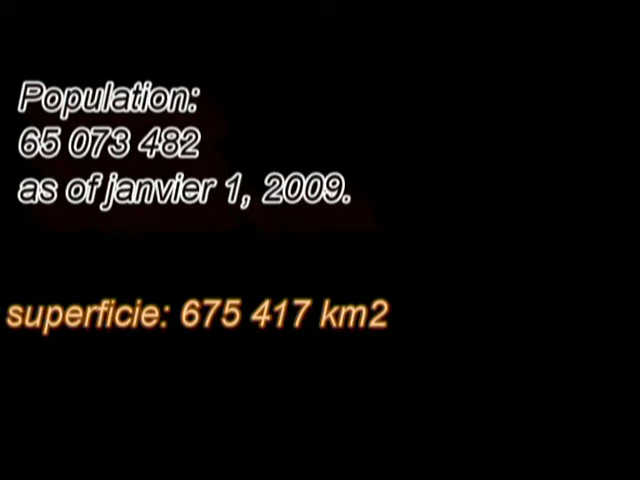 Population:
65 073 482
as of janvier 1, 2009.
superficie: 675 417 km2